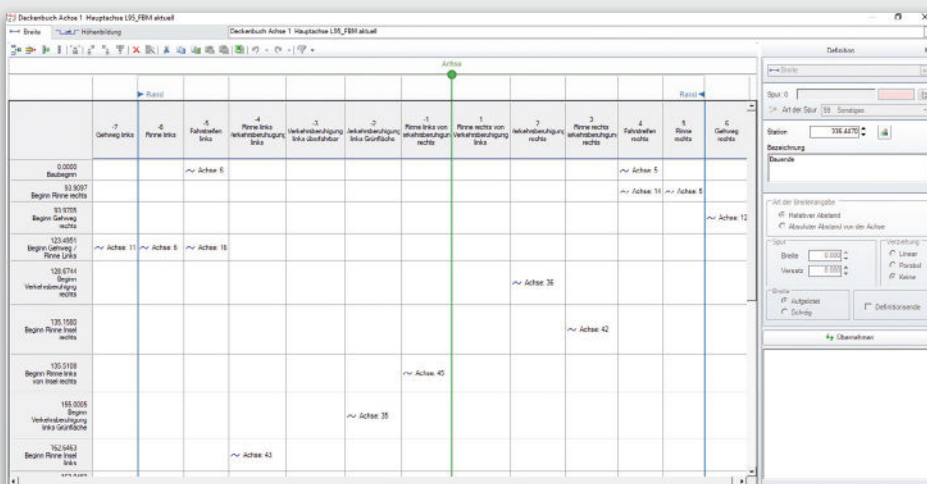 Deckenbuch Achse 1 Hauptachse L95_FBM aktuell
Breite
Höhenbildung
Deckenbuch Achse 1 Hauptachse L95_FBM aktuell
Achse
Rand
Rand
-7
Gehweg links
-6
Rinne links
-5
Fahrstreifen
links
-4
Rinne links
Verkehrsberuhigung
links
-3
Verkehrsberuhigung
links überfahrbar
-2
Verkehrsberuhigung
links Grünfläche
-1
Rinne links von
Verkehrsberuhigung
rechts
1
Rinne rechts von
Verkehrsberuhigung
links
2
Verkehrsberuhigung
rechts
3
Rinne rechts
Verkehrsberuhigung
rechts
4
Fahrstreifen
rechts
5
Rinne
rechts
6
Gehweg
rechts
0.0000
Baubeginn
Achse: 6
Achse: 5
93.9097
Beginn Rinne rechts
Achse: 14
Achse: 5
93.9705
Beginn Gehweg
rechts
Achse: 12
123.4951
Beginn Gehweg /
Rinne Links
Achse: 11
Achse: 6
Achse: 16
128.6744
Beginn
Verkehrsberuhigung
rechts
Achse: 36
135.1580
Beginn Rinne Insel
rechts
Achse: 42
135.5108
Beginn Rinne links
von Insel rechts
Achse: 45
155.0005
Beginn
Verkehrsberuhigung
links Grünfläche
Achse: 35
162.6463
Beginn Rinne Insel
links
Achse: 43
Definition
Breite
Spur: 0
Art der Spur
99 Sonstiges
Station
336.4470
Bezeichnung
Bauende
Art der Breitenangabe
Relativer Abstand
Absoluter Abstand von der Achse
Spur
Breite
0.000
Versatz
0.000
Verziehung
Linear
Parabel
Keine
Breite
Aufgelöst
Schräg
Definitionsende
Übernehmen